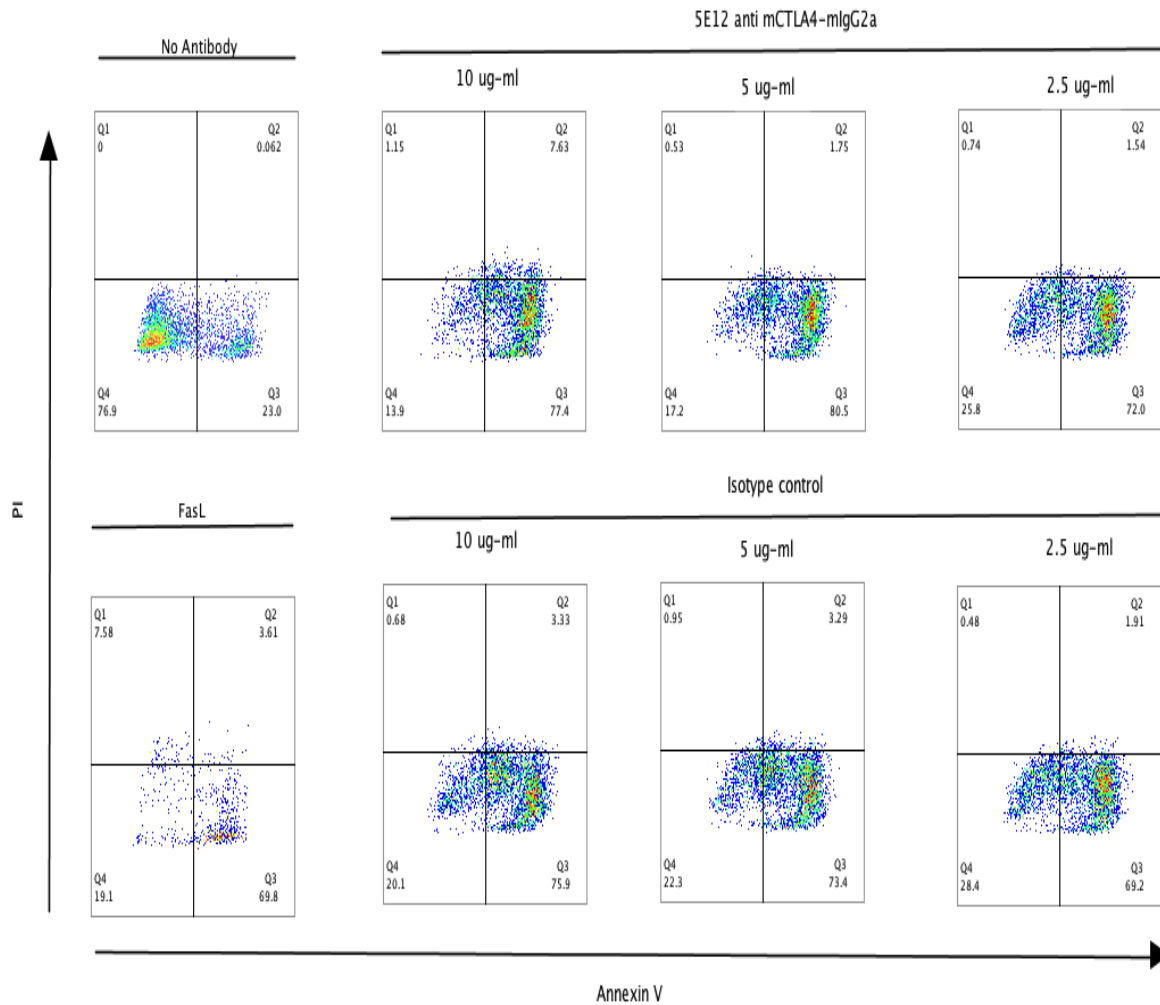 5E12 anti mCTLA4-mIgG2a
No Antibody
10 ug-ml
5 ug-ml
2.5 ug-ml
Q1
0
Q2
0.062
Q4
76.9
Q3
23.0
Q1
1.15
Q2
7.63
Q4
13.9
Q3
77.4
Q1
0.53
Q2
1.75
Q4
17.2
Q3
80.5
Q1
0.74
Q2
1.54
Q4
25.8
Q3
72.0
PI
FasL
Isotype control
10 ug-ml
5 ug-ml
2.5 ug-ml
Q1
7.58
Q2
3.61
Q4
19.1
Q3
69.8
Q1
0.68
Q2
3.33
Q4
20.1
Q3
75.9
Q1
0.95
Q2
3.29
Q4
22.3
Q3
73.4
Q1
0.48
Q2
1.91
Q4
28.4
Q3
69.2
Annexin V